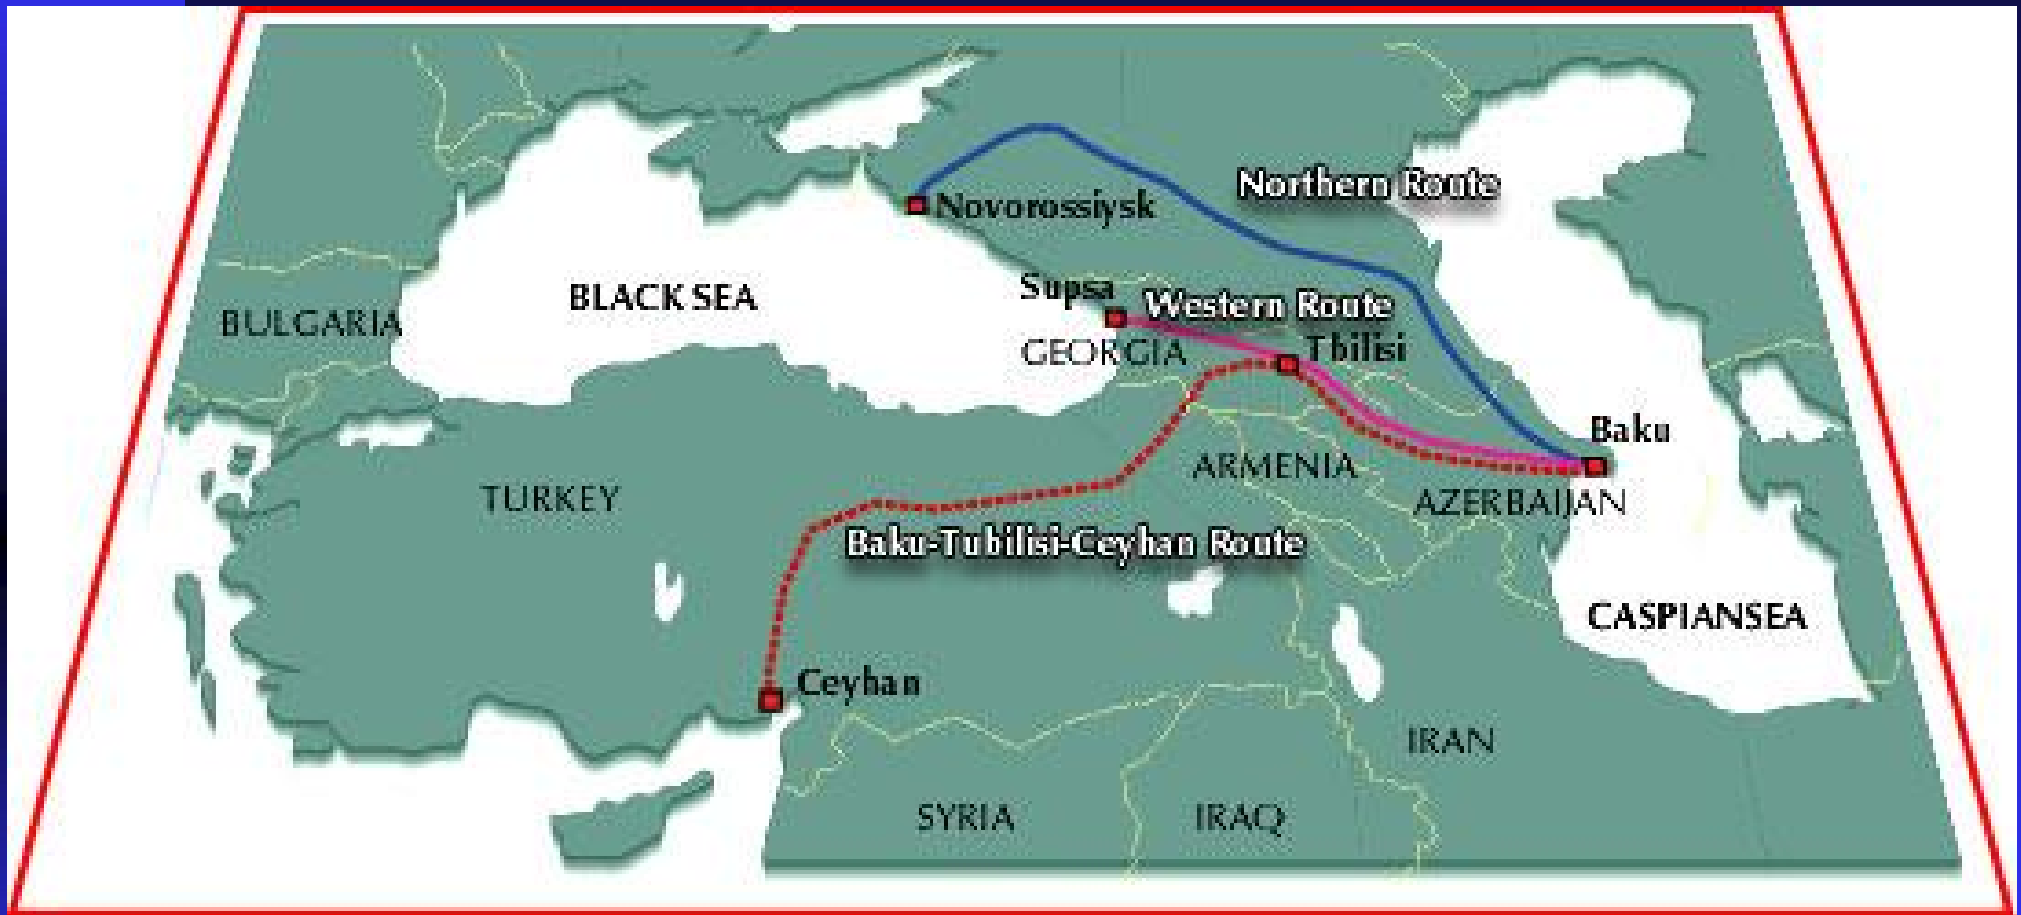 Northern Route
Novorossiysk
Supsa
BLACK SEA
Western Route
BULGARIA
GEORGIA
Tbilisi
Baku
ARMENIA
TURKEY
AZERBAIJAN
Baku-Tubilisi-Ceyhan Route
CASPIANSEA
Ceyhan
IRAN
SYRIA
IRAQ